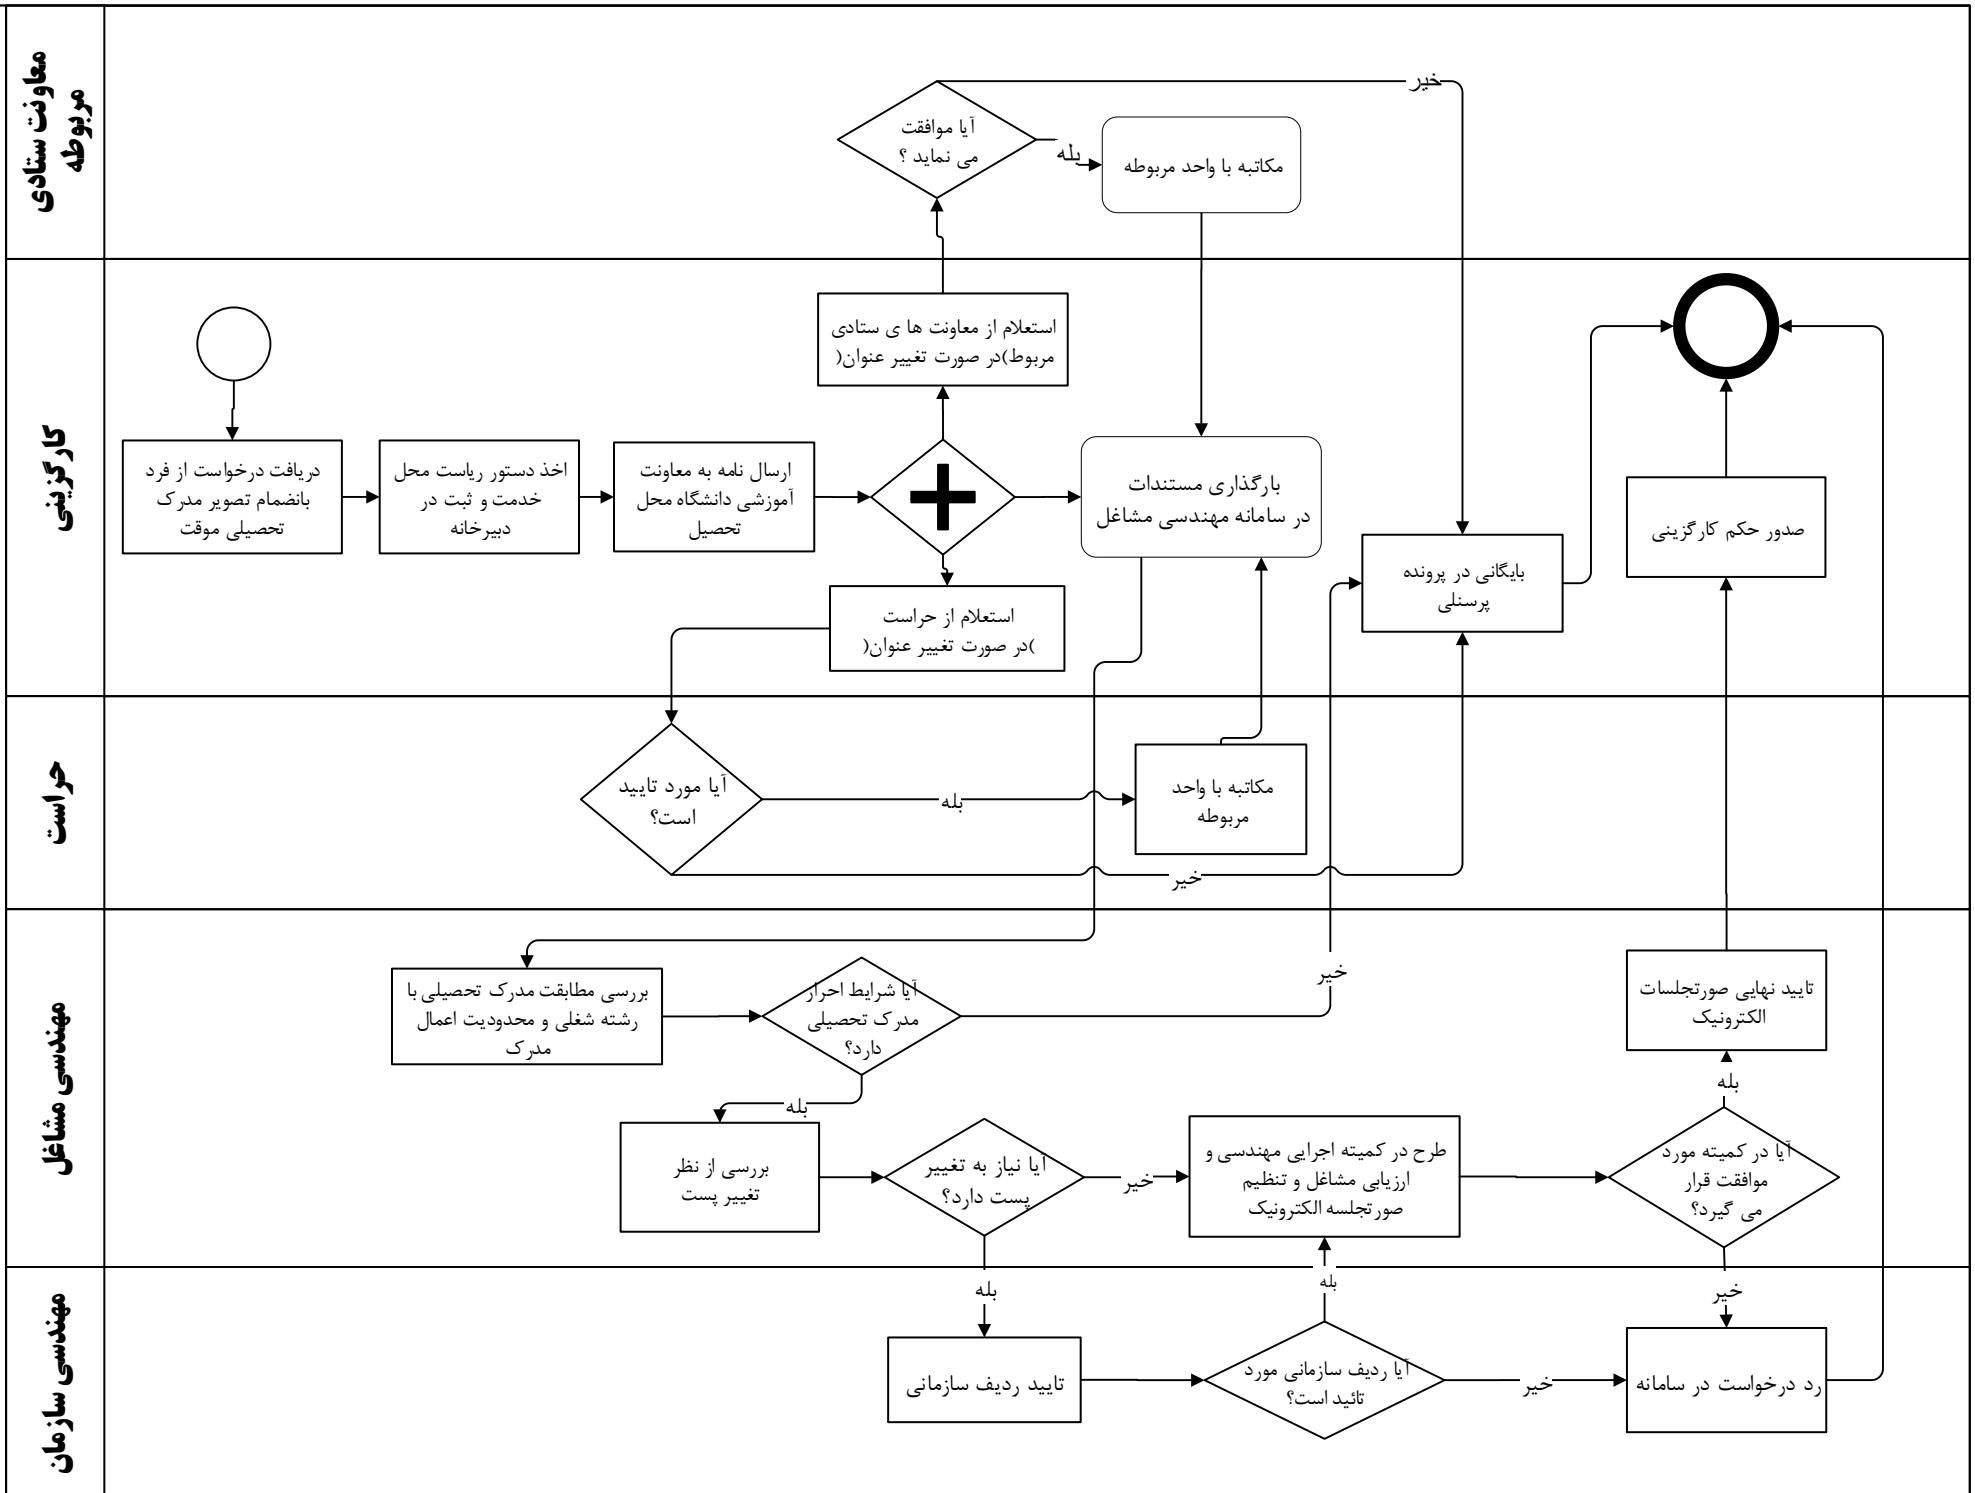 معاونت ستادی
مربوطه
آیا موافقت
می نماید ؟
خیر
بله
مکاتبه با واحد مربوطه
کارگزینی
دریافت درخواست از فرد
بانضمام تصویر مدرک
تحصیلی موقت
اخذ دستور ریاست محل
خدمت و ثبت در
دبیرخانه
ارسال نامه به معاونت
آموزشی دانشگاه محل
تحصیل
استعلام از معاونت ها ی ستادی
مربوط)در صورت تغییر عنوان(
استعلام از حراست
)در صورت تغییر عنوان(
بارگذاری مستندات
در سامانه مهندسی مشاغل
بایگانی در پرونده
پرسنلی
صدور حکم کارگزینی
حراست
آیا مورد تایید
است؟
بله
خیر
مکاتبه با واحد
مربوطه
مهندسی مشاغل
بررسی مطابقت مدرک تحصیلی با
رشته شغلی و محدودیت اعمال
مدرک
آیا شرایط احراز
مدرک تحصیلی
دارد؟
خیر
بله
بررسی از نظر
تغییر پست
آیا نیاز به تغییر
پست دارد؟
خیر
بله
طرح در کمیته اجرایی مهندسی و
ارزیابی مشاغل و تنظیم
صورتجلسه الکترونیک
آیا در کمیته مورد
موافقت قرار
می گیرد؟
بله
خیر
تایید نهایی صورتجلسات
الکترونیک
مهندسی سازمان
تایید ردیف سازمانی
آیا ردیف سازمانی مورد
تائید است؟
بله
خیر
رد درخواست در سامانه